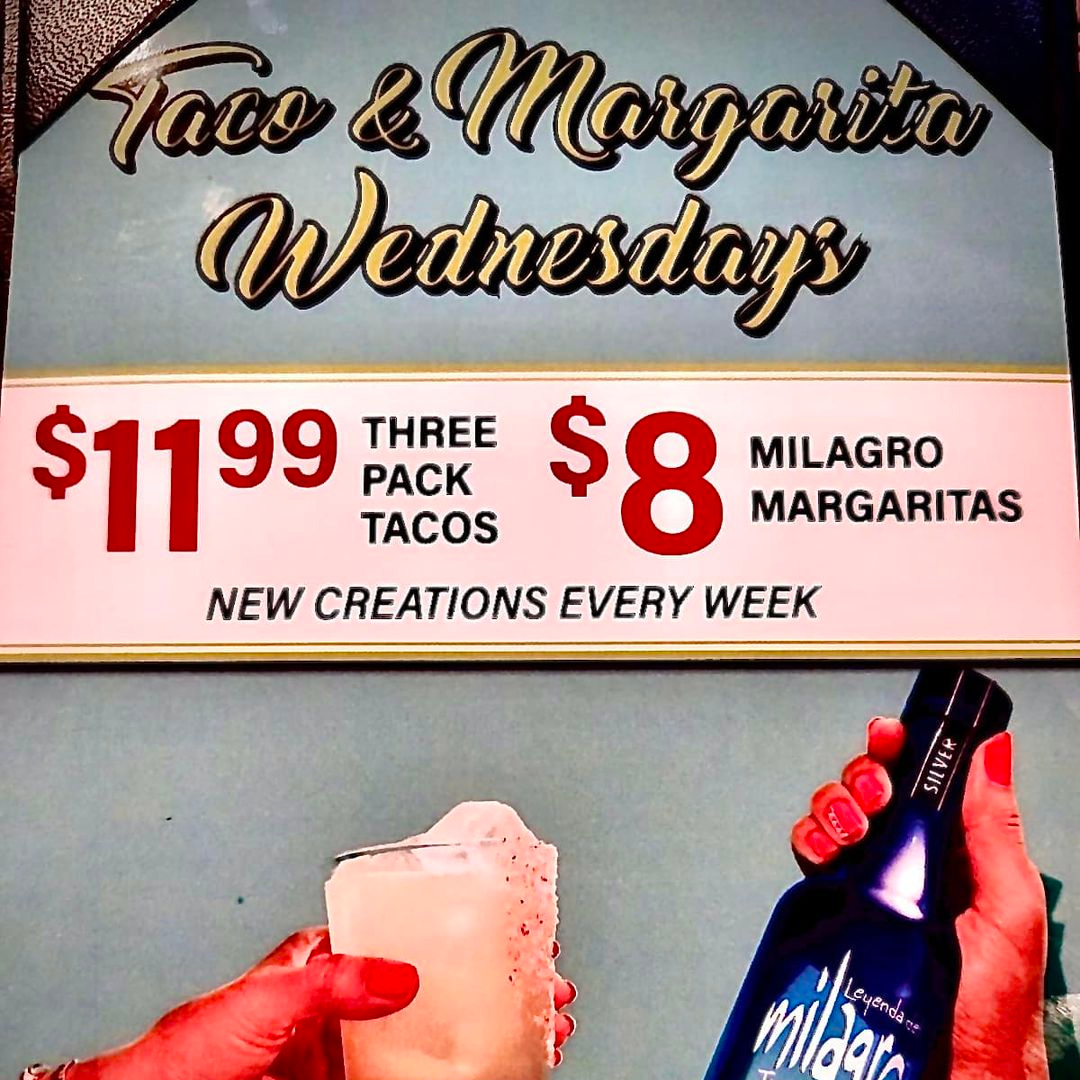 Taco & Margarita
Wednesdays
$11 99 THREE PACK TACOS
$8 MILAGRO MARGARITAS
NEW CREATIONS EVERY WEEK
SILVER
Leyenda de
milagro